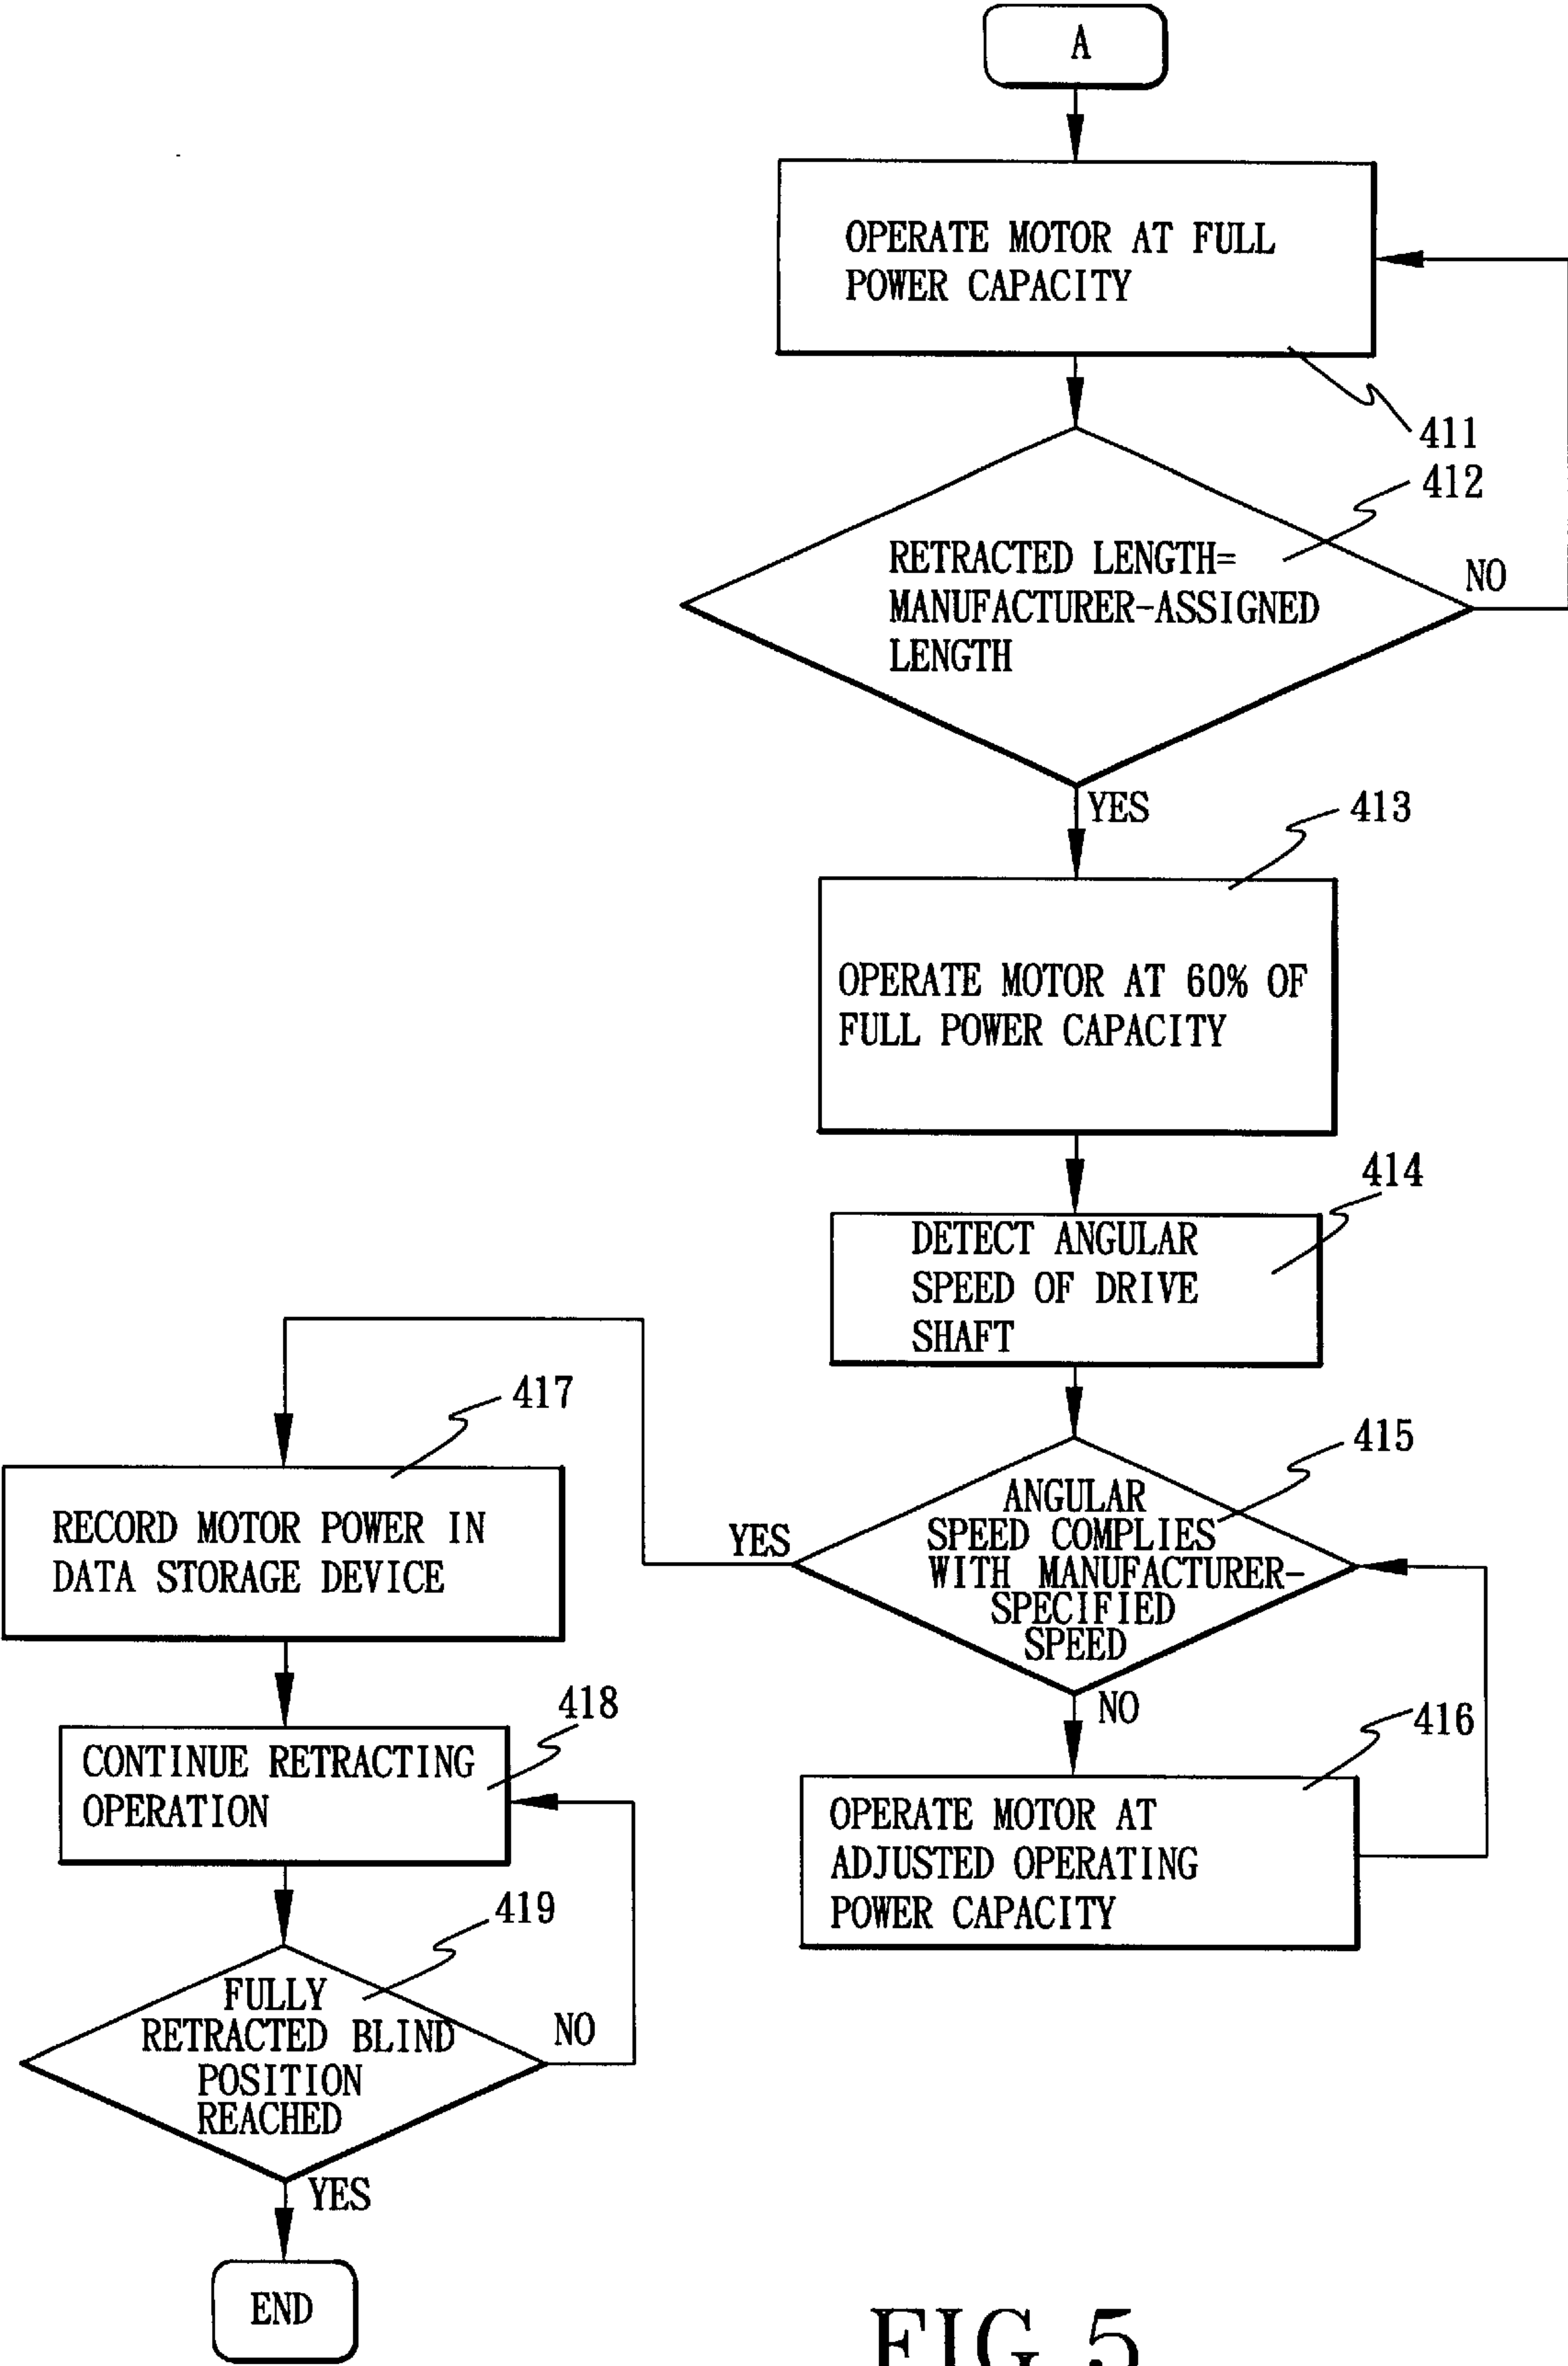 A
OPERATE MOTOR AT FULL
POWER CAPACITY
411
412
RETRACTED LENGTH=
MANUFACTURER-ASSIGNED
LENGTH
NO
YES
413
OPERATE MOTOR AT 60% OF
FULL POWER CAPACITY
414
DETECT ANGULAR
SPEED OF DRIVE
SHAFT
415
ANGULAR
SPEED COMPLIES
WITH MANUFACTURER-
SPECIFIED
SPEED
YES
NO
416
OPERATE MOTOR AT
ADJUSTED OPERATING
POWER CAPACITY
417
RECORD MOTOR POWER IN
DATA STORAGE DEVICE
418
CONTINUE RETRACTING
OPERATION
419
FULLY
RETRACTED BLIND
POSITION
REACHED
NO
YES
END
FIG. 5